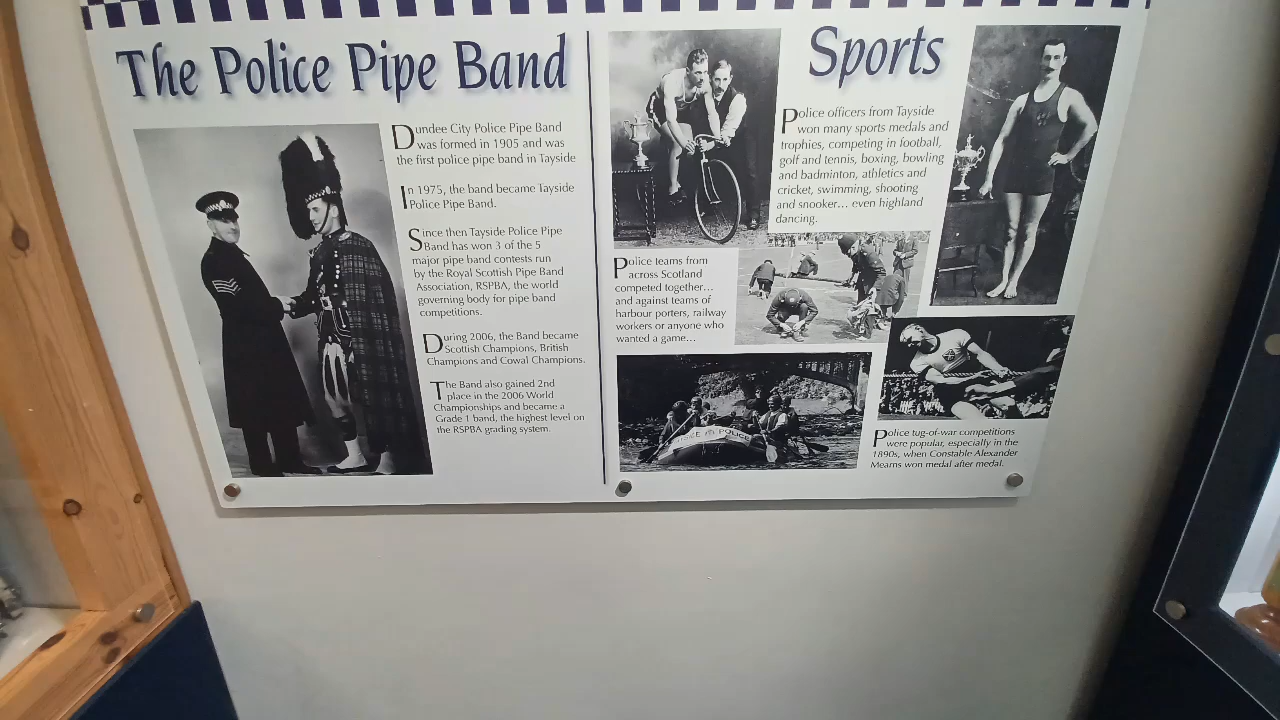 The Police Pipe Band
Dundee City Police Pipe Band
was formed in 1905 and was
the first police pipe band in Tayside
In 1975, the band became Tayside
Police Pipe Band.
Since then Tayside Police Pipe
Band has won 3 of the 5
major pipe band contests run
by the Royal Scottish Pipe Band
Association, RSPBA, the world
governing body for pipe band
competitions.
During 2006, the Band became
Scottish Champions, British
Champions and Cowal Champions.
The Band also gained 2nd
place in the 2006 World
Championships and became a
Grade 1 band, the highest level on
the RSPBA grading system.
Sports
Police officers from Tayside
won many sports medals and
trophies, competing in football,
golf and tennis, boxing, bowling
and badminton, athletics and
cricket, swimming, shooting
and snooker... even highland
dancing.
Police teams from
across Scotland
competed together...
and against teams of
harbour porters, railway
workers or anyone who
wanted a game...
POLICE
Police tug-of-war competitions
were popular, especially in the
1890s, when Constable Alexander
Mearns won medal after medal.